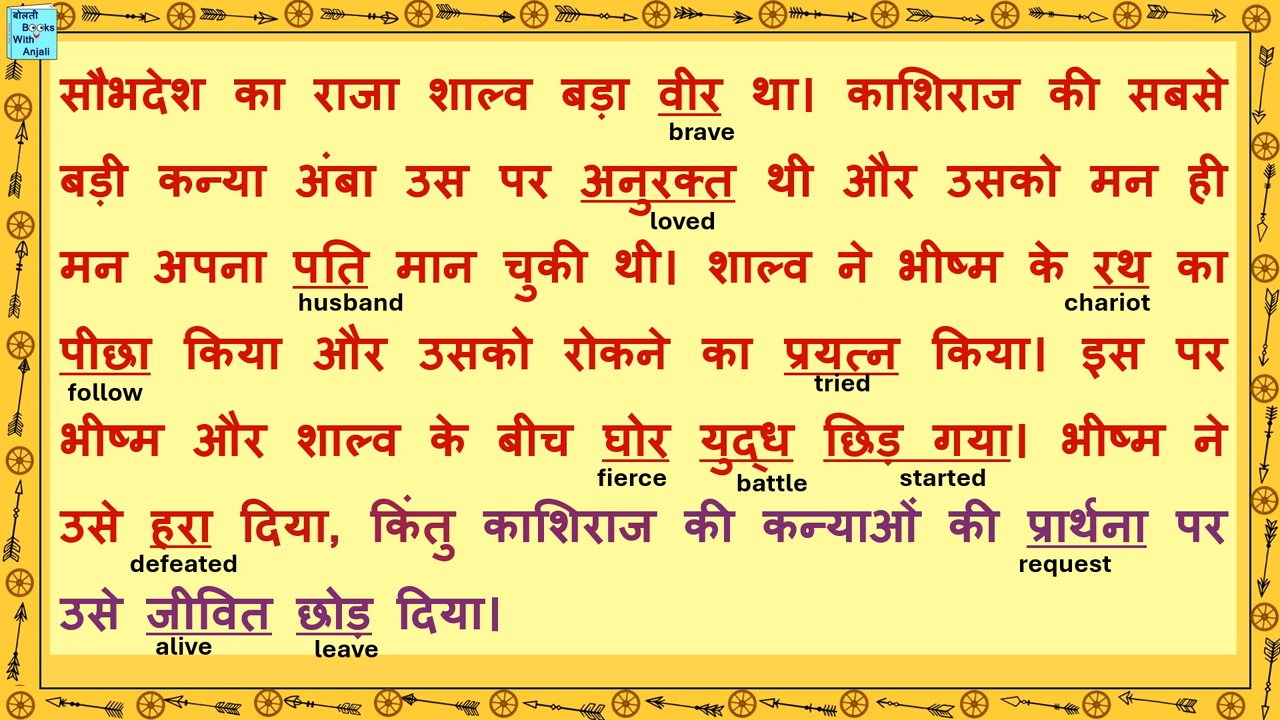 बोलती
Books
With
Anjali
सौभदेश का राजा शाल्व बड़ा वीर था। काशिराज की सबसे
brave
बड़ी कन्या अंबा उस पर अनुरक्त थी और उसको मन ही
loved
मन अपना पति मान चुकी थी। शाल्व ने भीष्म के रथ का
husband chariot
पीछा किया और उसको रोकने का प्रयत्न किया। इस पर
follow tried
भीष्म और शाल्व के बीच घोर युद्ध छिड़ गया। भीष्म ने
fierce battle started
उसे हरा दिया, किंतु काशिराज की कन्याओं की प्रार्थना पर
defeated request
उसे जीवित छोड़ दिया।
alive leave